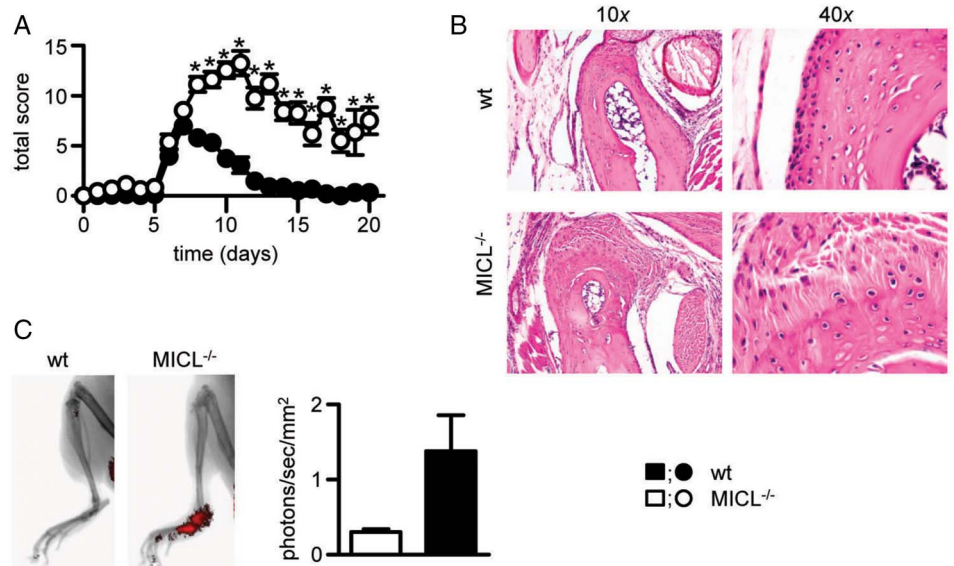 A
total score
15
10
5
0
* * * * * * * * * * * * *
0 5 10 15 20
time (days)
B
10x 40x
wt
MICL-/-
C
wt MICL-/-
photons/sec/mm²
2
1
0
■;● wt
□;○ MICL-/-